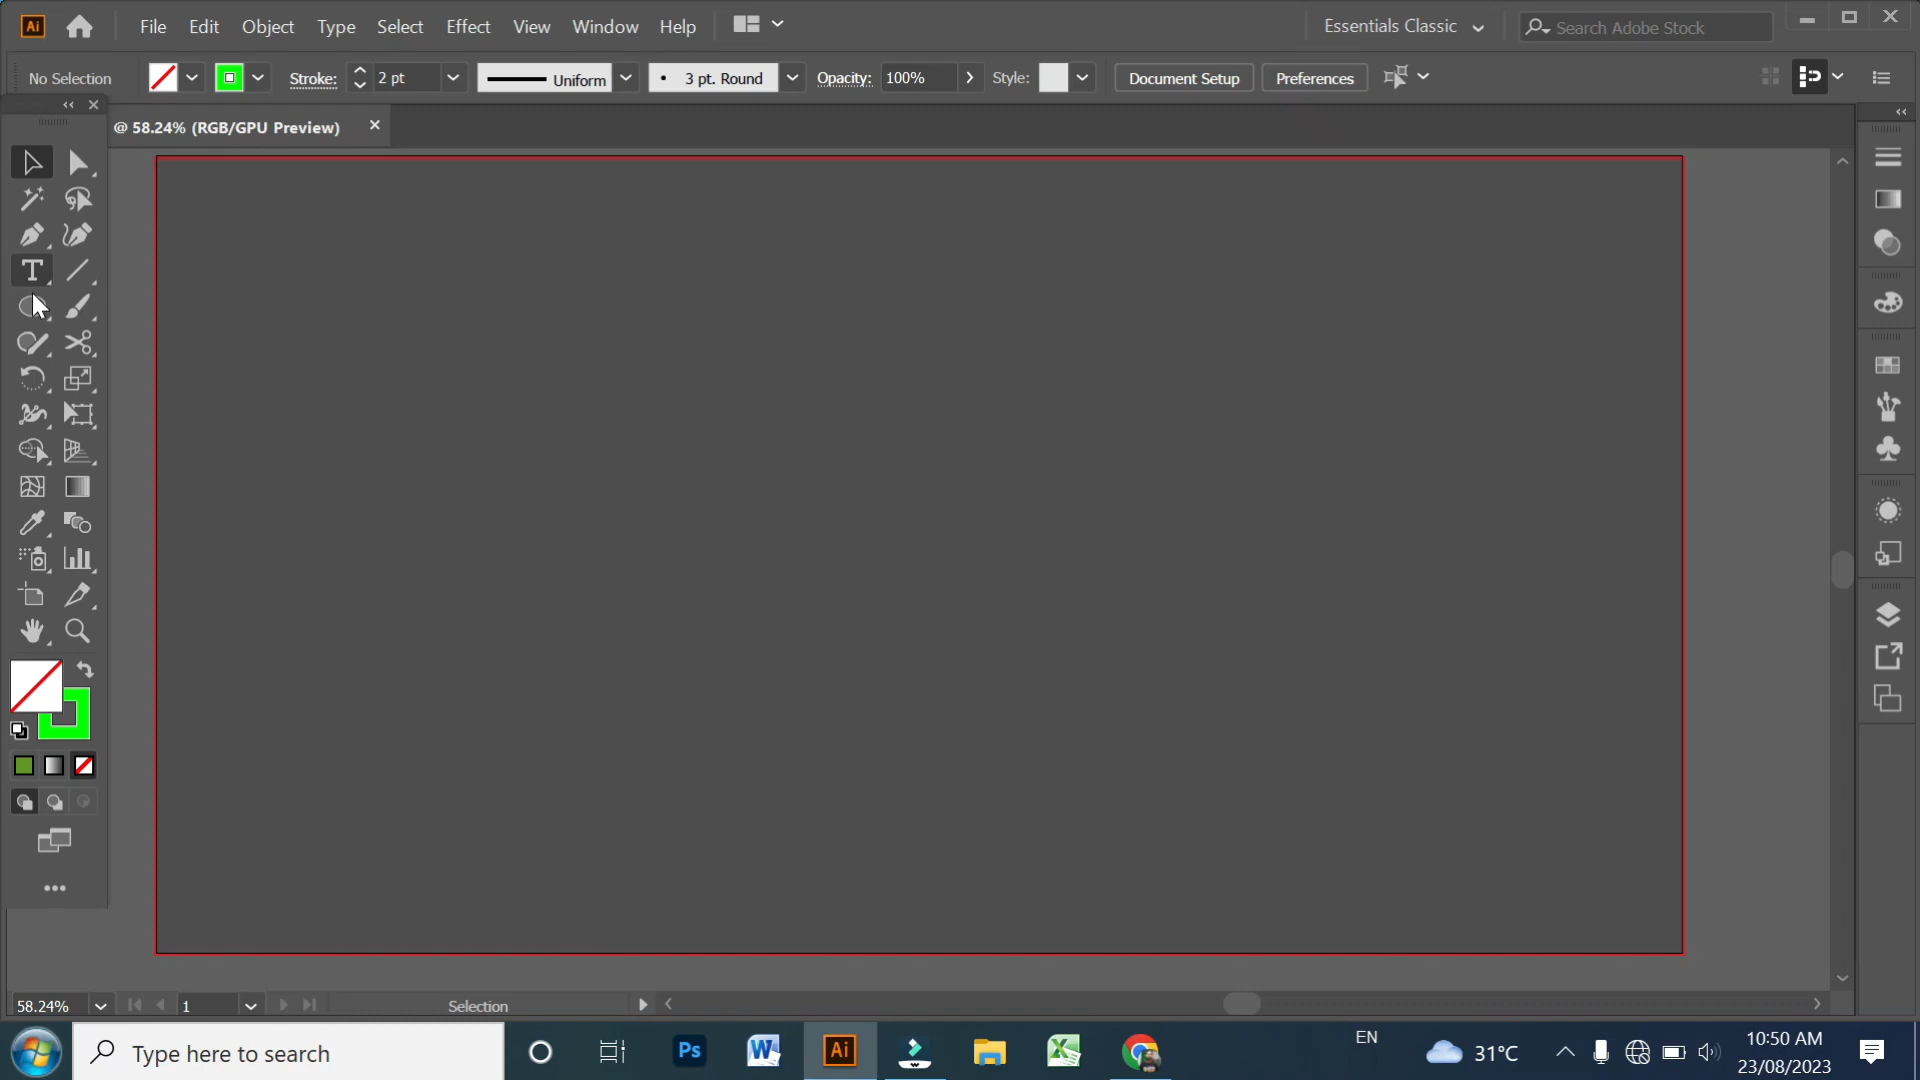 Ai File Edit Object Type Select Effect View Window Help Essentials Classic Search Adobe Stock
No Selection Stroke: 2 pt Uniform 3 pt. Round Opacity: 100% Style: Document Setup Preferences
@ 58.24% (RGB/GPU Preview)
T
58.24% 1 Selection
Type here to search Ps W Ai X EN 31°C 10:50 AM
23/08/2023